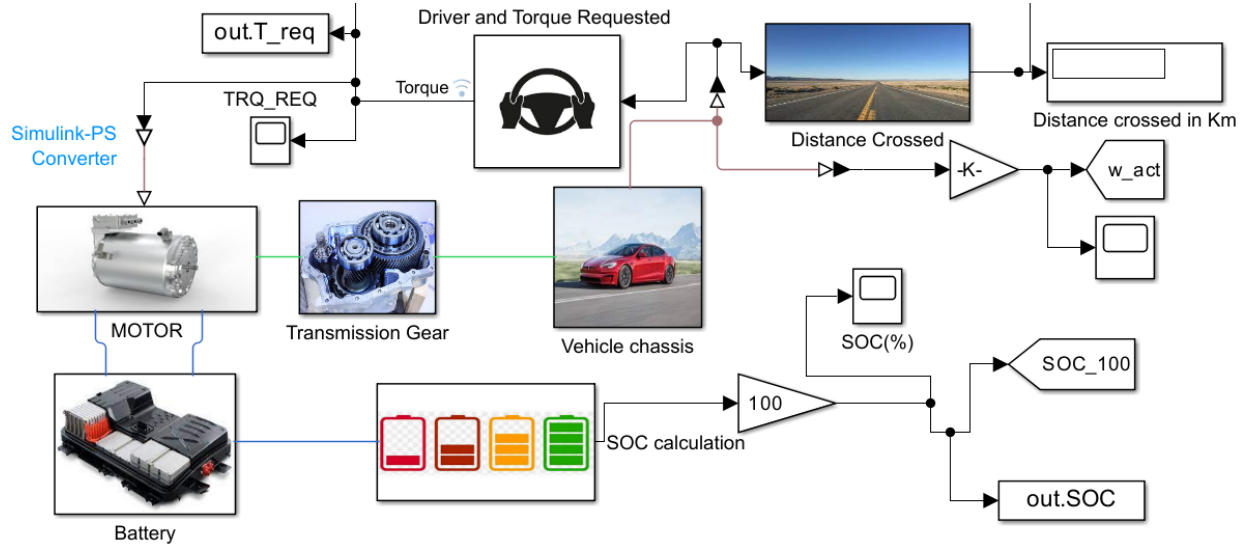 Driver and Torque Requested
out.T_req
Torque
TRQ_REQ
Simulink-PS
Converter
Distance Crossed
Distance crossed in Km
-K-
w_act
MOTOR
Transmission Gear
Vehicle chassis
SOC(%)
SOC_100
100
SOC calculation
out.SOC
Battery